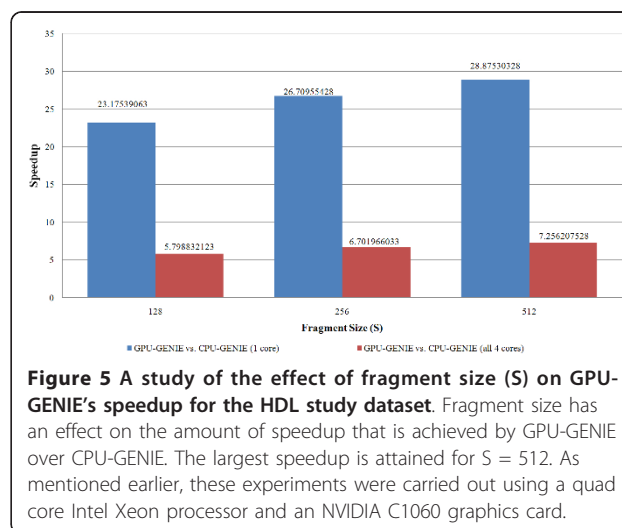 35
30
25
20
15
10
5
0
Speedup
23.17539063
5.798832123
26.70955428
6.701966033
28.87530328
7.256207528
128
256
512
Fragment Size (S)
GPU-GENIE vs. CPU-GENIE (1 core)
GPU-GENIE vs. CPU-GENIE (all 4 cores)
Figure 5 A study of the effect of fragment size (S) on GPU-
GENIE's speedup for the HDL study dataset. Fragment size has
an effect on the amount of speedup that is achieved by GPU-GENIE
over CPU-GENIE. The largest speedup is attained for S = 512. As
mentioned earlier, these experiments were carried out using a quad
core Intel Xeon processor and an NVIDIA C1060 graphics card.